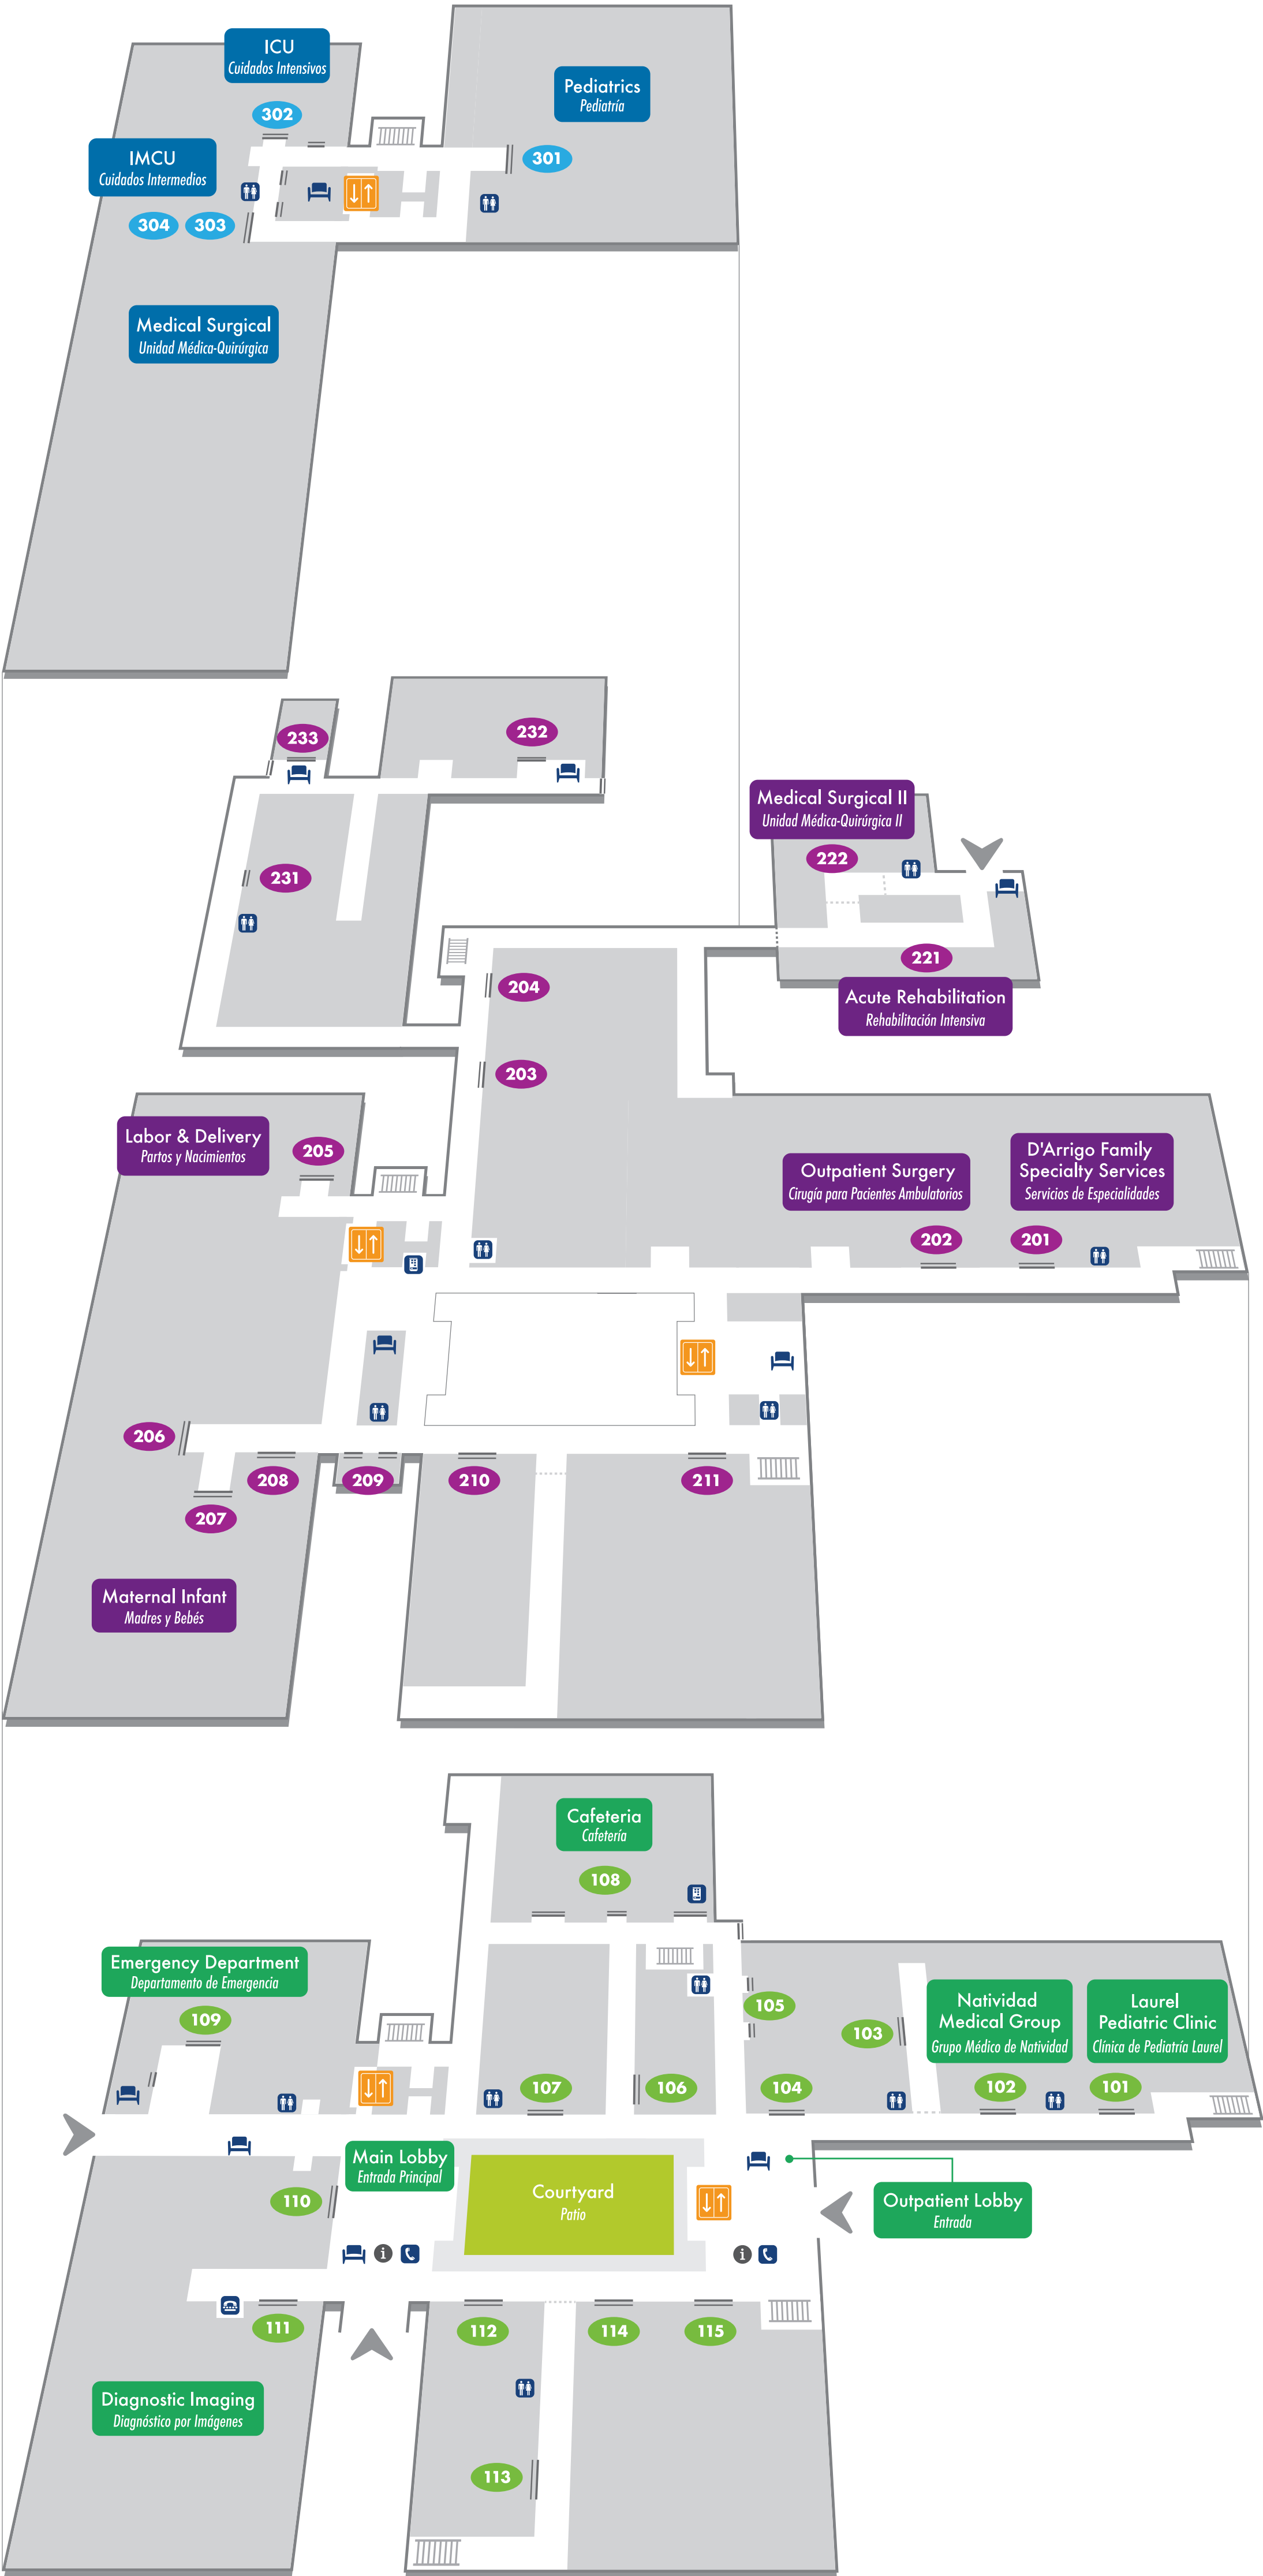 ICU
Cuidados Intensivos
302
Pediatrics
Pediatría
301
IMCU
Cuidados Intermedios
304
303
Medical Surgical
Unidad Médica-Quirúrgica
233
232
231
Medical Surgical II
Unidad Médica-Quirúrgica II
222
221
Acute Rehabilitation
Rehabilitación Intensiva
204
203
Labor & Delivery
Partos y Nacimientos
205
Outpatient Surgery
Cirugía para Pacientes Ambulatorios
202
D'Arrigo Family
Specialty Services
Servicios de Especialidades
201
206
208
209
210
211
207
Maternal Infant
Madres y Bebés
Cafeteria
Cafetería
108
Emergency Department
Departamento de Emergencia
109
105
103
Natividad
Medical Group
Grupo Médico de Natividad
102
Laurel
Pediatric Clinic
Clínica de Pediatría Laurel
101
107
106
104
Main Lobby
Entrada Principal
Courtyard
Patio
Outpatient Lobby
Entrada
110
i
i
111
112
114
115
Diagnostic Imaging
Diagnóstico por Imágenes
113